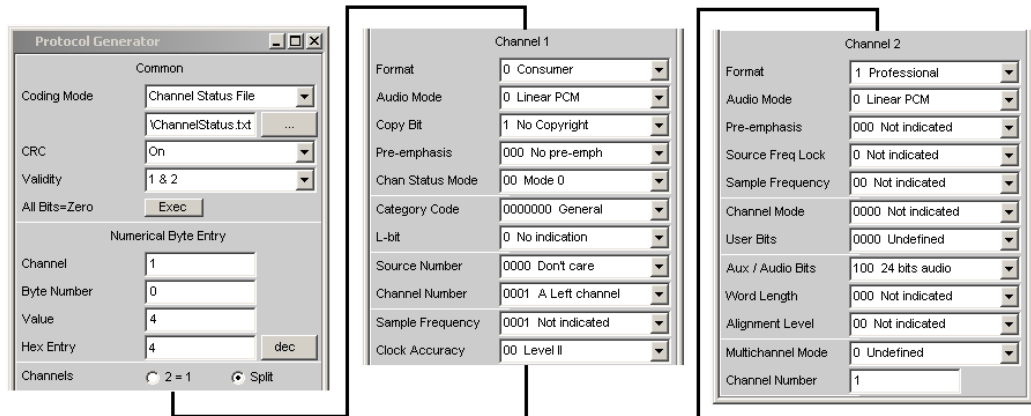 Protocol Generator
Common
Coding Mode Channel Status File
\ChannelStatus.txt ...
CRC On
Validity 1 & 2
All Bits=Zero Exec
Numerical Byte Entry
Channel 1
Byte Number 0
Value 4
Hex Entry 4 dec
Channels 2 = 1 Split
Channel 1
Format 0 Consumer
Audio Mode 0 Linear PCM
Copy Bit 1 No Copyright
Pre-emphasis 000 No pre-emph
Chan Status Mode 00 Mode 0
Category Code 0000000 General
L-bit 0 No indication
Source Number 0000 Don't care
Channel Number 0001 A Left channel
Sample Frequency 0001 Not indicated
Clock Accuracy 00 Level II
Channel 2
Format 1 Professional
Audio Mode 0 Linear PCM
Pre-emphasis 000 Not indicated
Source Freq Lock 0 Not indicated
Sample Frequency 00 Not indicated
Channel Mode 0000 Not indicated
User Bits 0000 Undefined
Aux / Audio Bits 100 24 bits audio
Word Length 000 Not indicated
Alignment Level 00 Not indicated
Multichannel Mode 0 Undefined
Channel Number 1